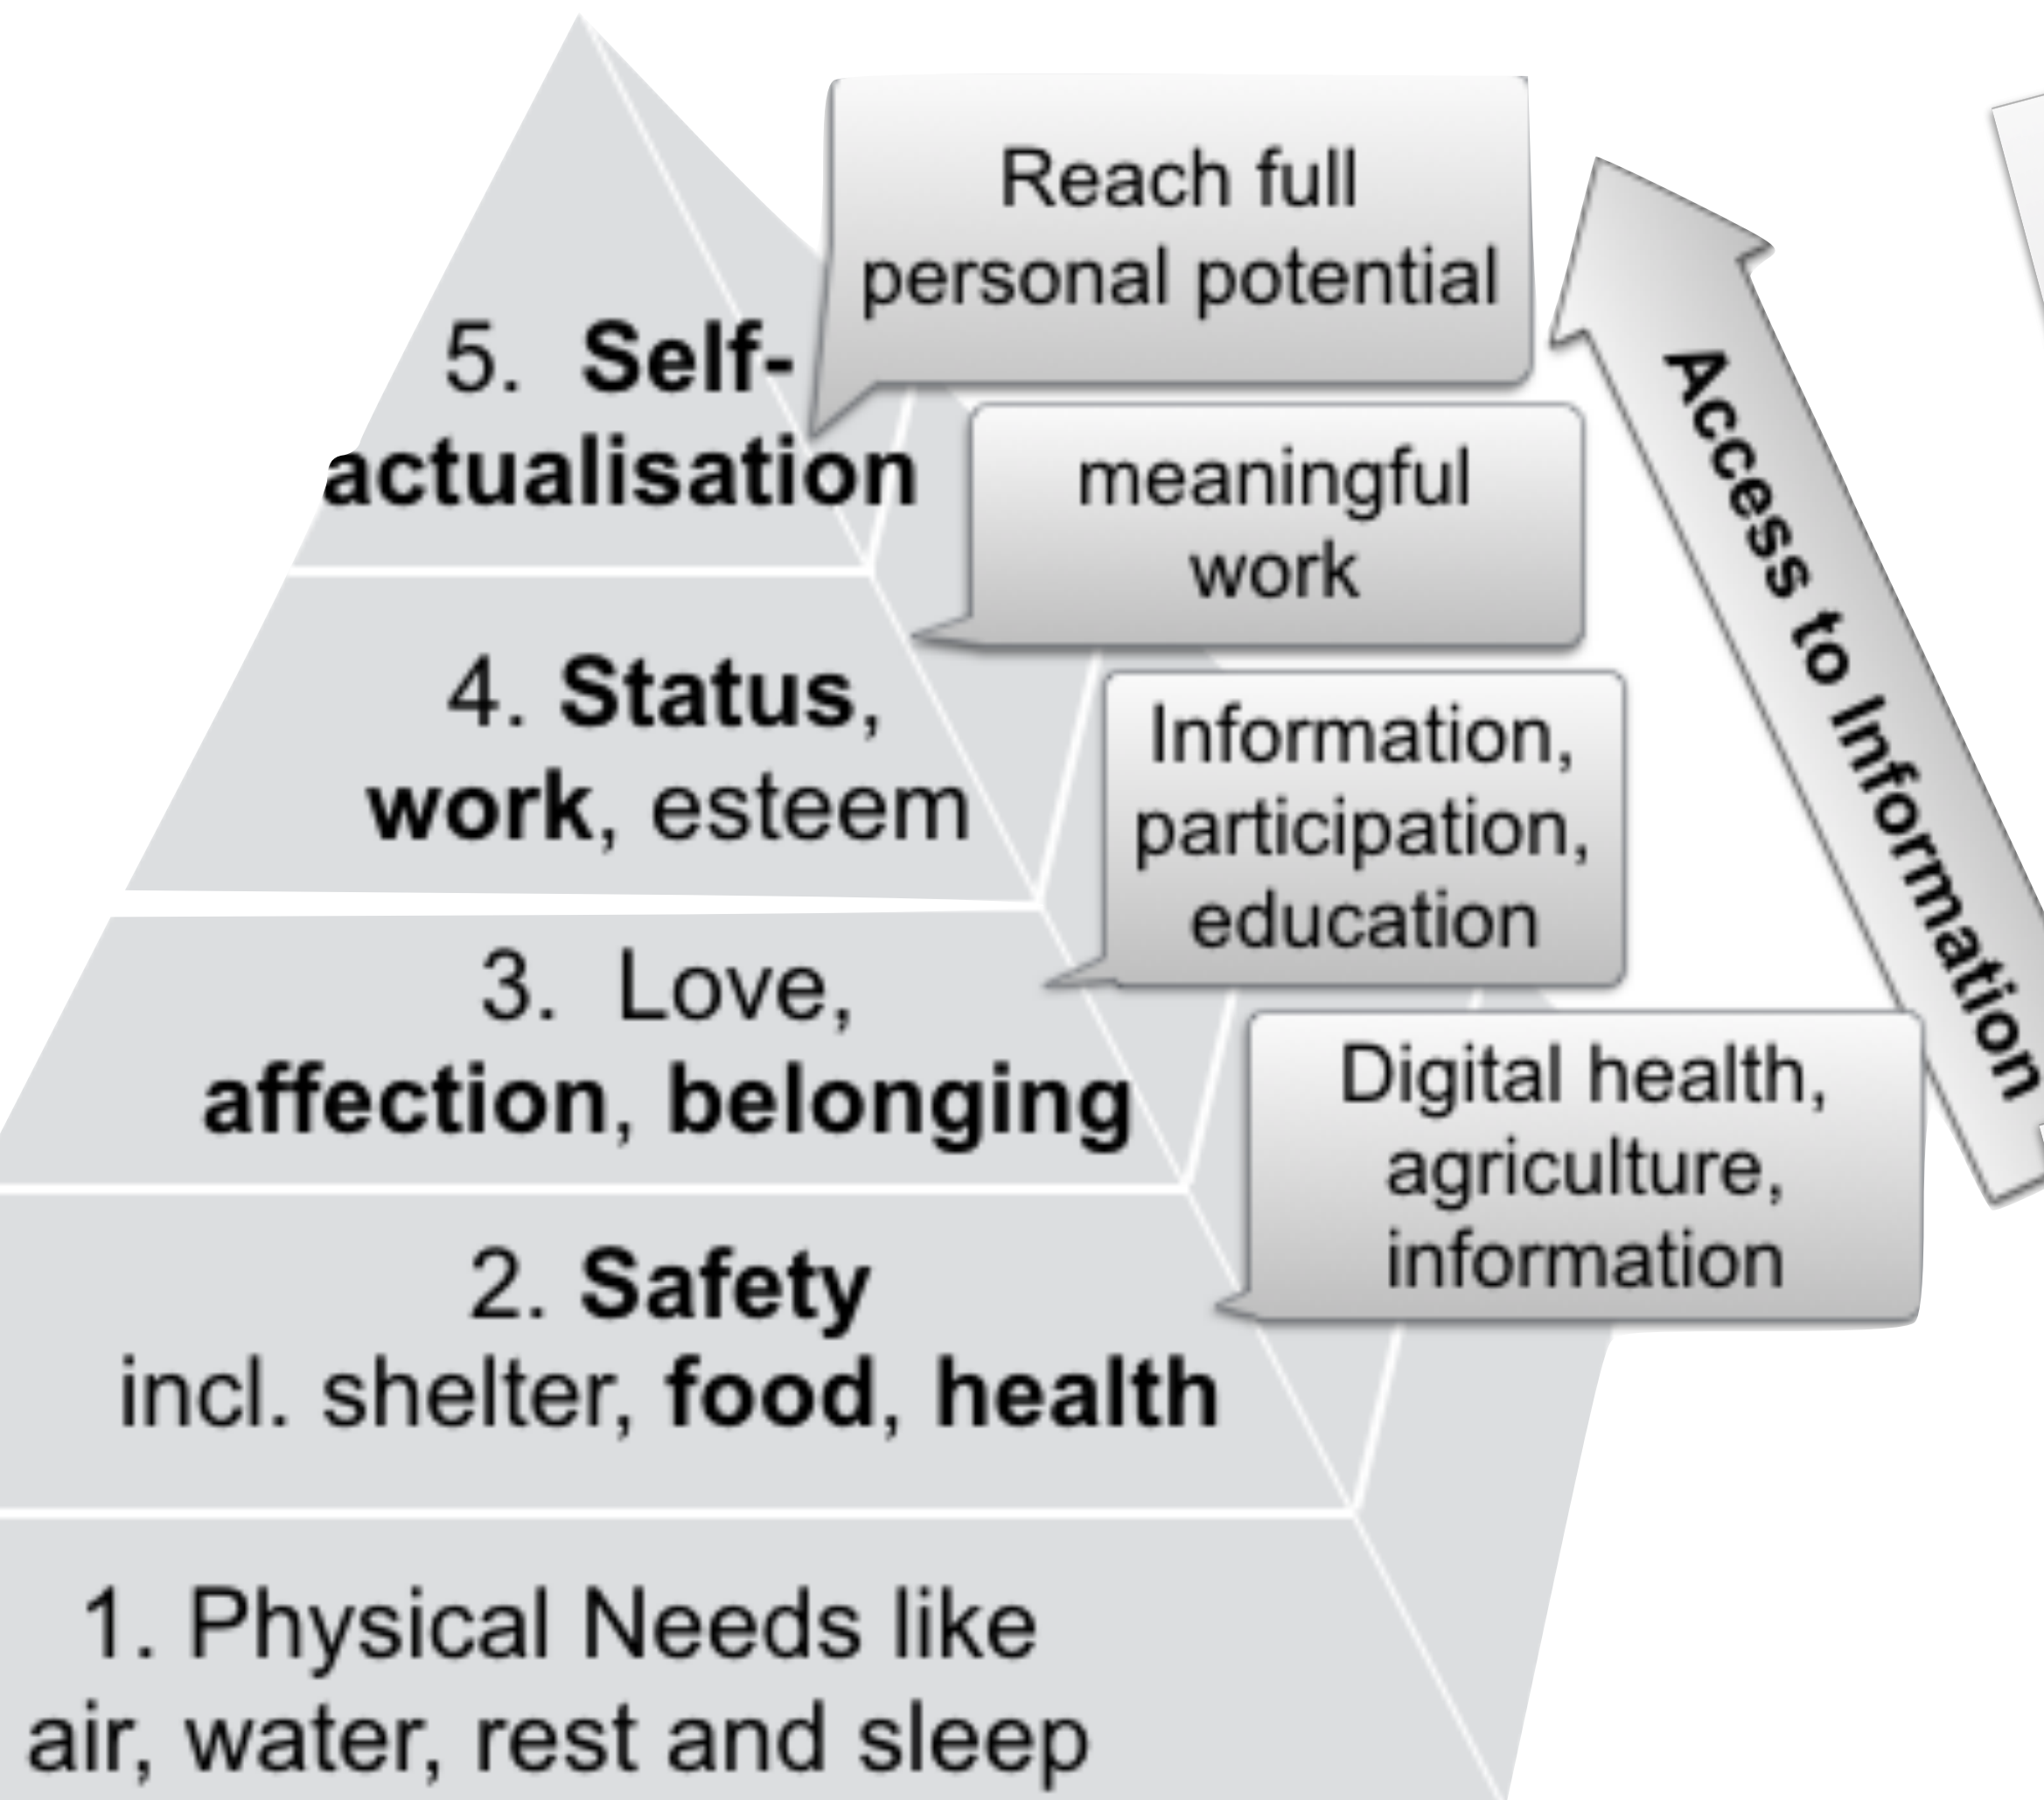 Reach full
personal potential
5. Self-
actualisation
meaningful
work
4. Status,
work, esteem
Information,
participation,
education
3. Love,
affection, belonging
Digital health,
agriculture,
information
2. Safety
incl. shelter, food, health
1. Physical Needs like
air, water, rest and sleep
Access to Information